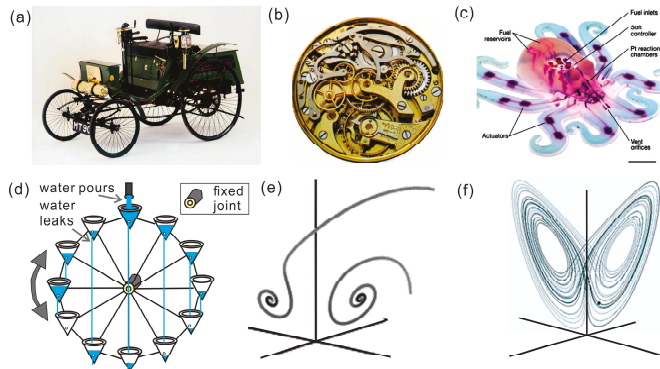 (a)
(b)
(c)
Fuel inlets
Soft
controller
Fuel
reservoirs
Pt reaction
chambers
Actuators
Vent
orifices
(d)
water pours
water
leaks
fixed
joint
(e)
(f)